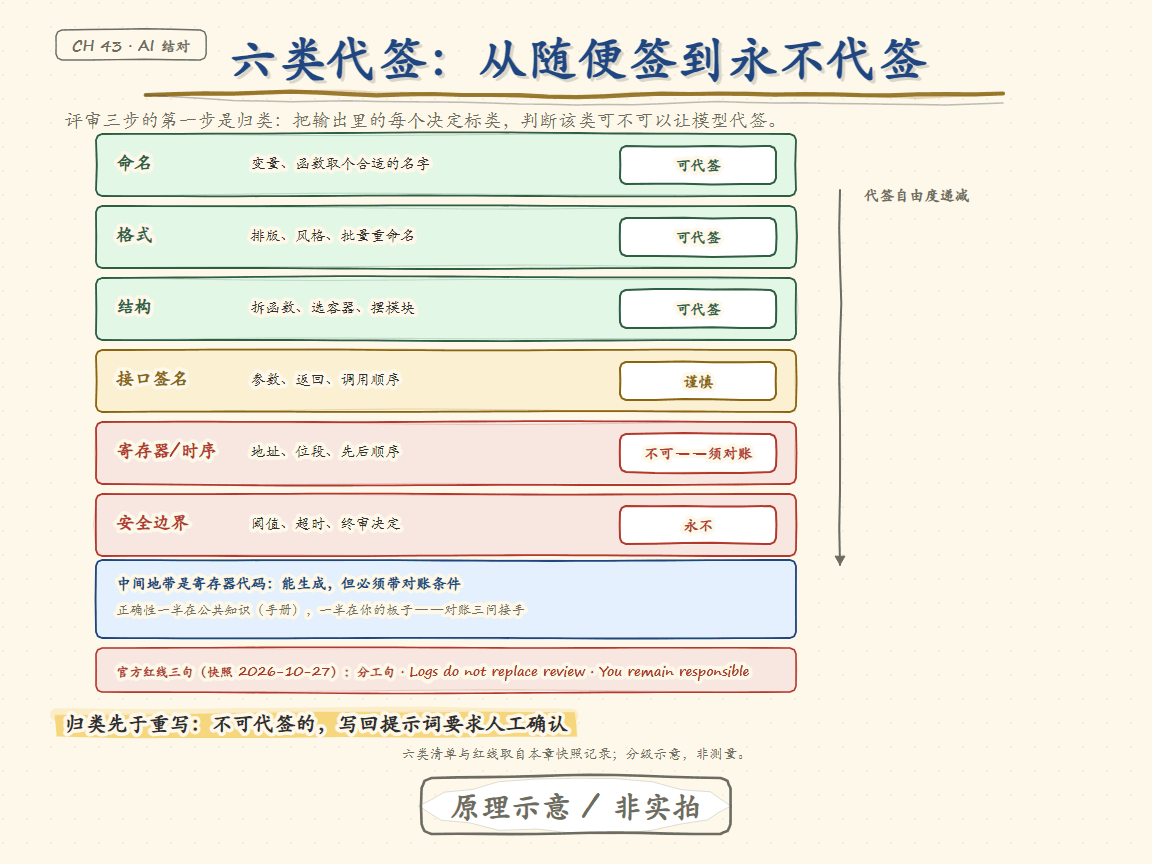 CH 43 · AI 结对
六类代签：从随便签到永不代签
评审三步的第一步是归类：把输出里的每个决定标类，判断该类可不可以让模型代签。
命名 变量、函数取个合适的名字 可代签
代签自由度递减
格式 排版、风格、批量重命名 可代签
结构 拆函数、选容器、摆模块 可代签
接口签名 参数、返回、调用顺序 谨慎
寄存器/时序 地址、位段、先后顺序 不可——须对账
安全边界 阈值、超时、终审决定 永不
中间地带是寄存器代码：能生成，但必须带对账条件
正确性一半在公共知识（手册），一半在你的板子——对账三问接手
官方红线三句（快照 2026-10-27）：分工句 · Logs do not replace review · You remain responsible
归类先于重写：不可代签的，写回提示词要求人工确认
六类清单与红线取自本章快照记录；分级示意，非测量。
原理示意 / 非实拍